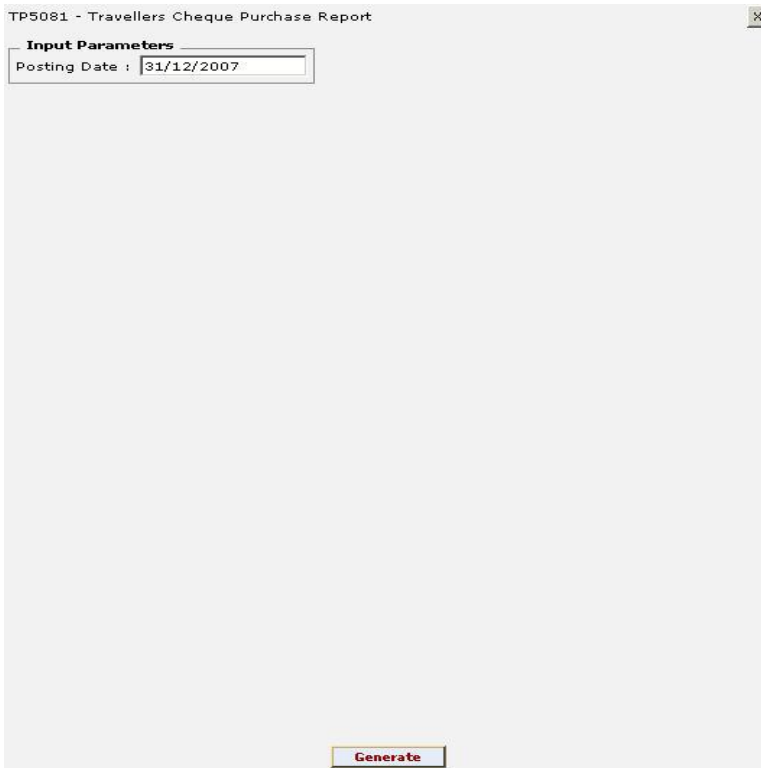 TP5081 - Travellers Cheque Purchase Report
Input Parameters
Posting Date : 31/12/2007
Generate